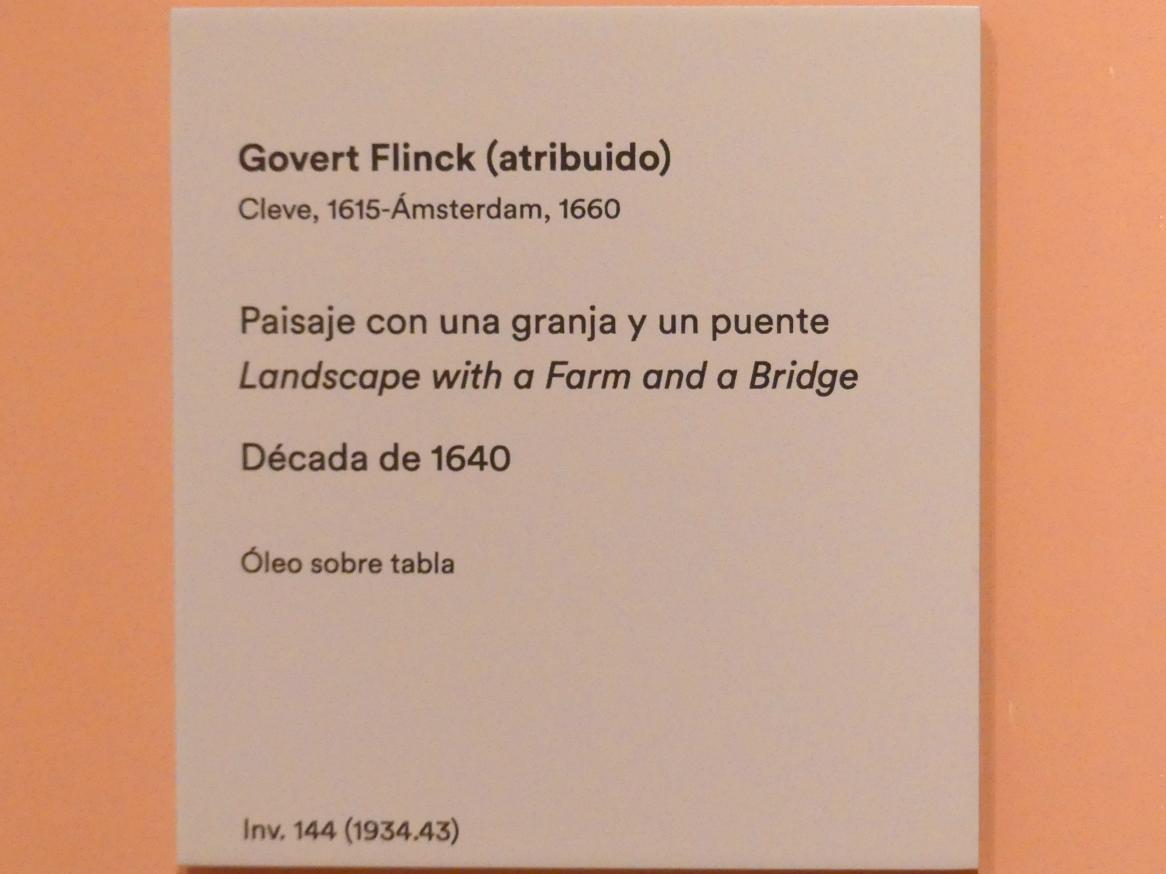 Govert Flinck (atribuido)
Cleve, 1615-Ámsterdam, 1660
Paisaje con una granja y un puente
Landscape with a Farm and a Bridge
Década de 1640
Óleo sobre tabla
Inv. 144 (1934.43)